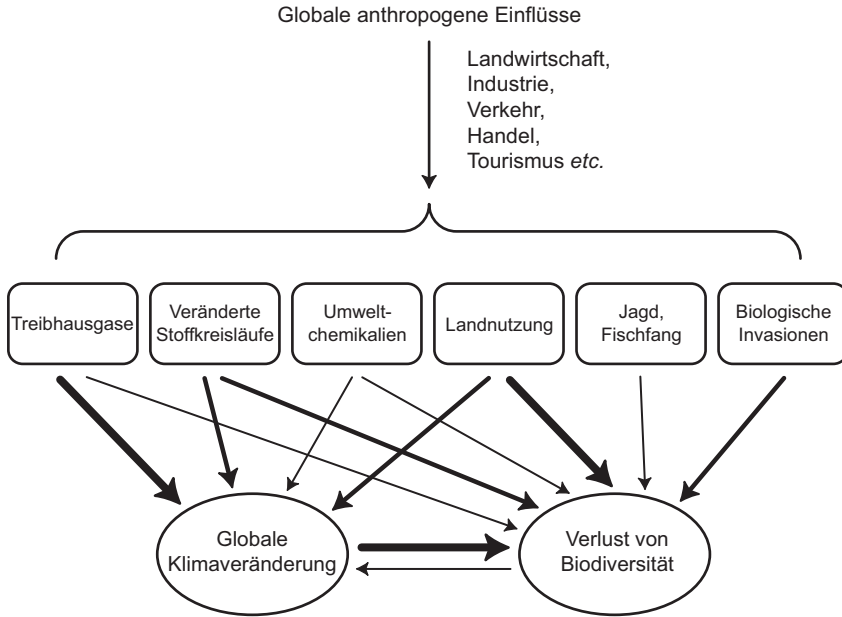 Globale anthropogene Einflüsse
Landwirtschaft,
Industrie,
Verkehr,
Handel,
Tourismus etc.
Treibhausgase
Veränderte
Stoffkreisläufe
Umwelt-
chemikalien
Landnutzung
Jagd,
Fischfang
Biologische
Invasionen
Globale
Klimaveränderung
Verlust von
Biodiversität